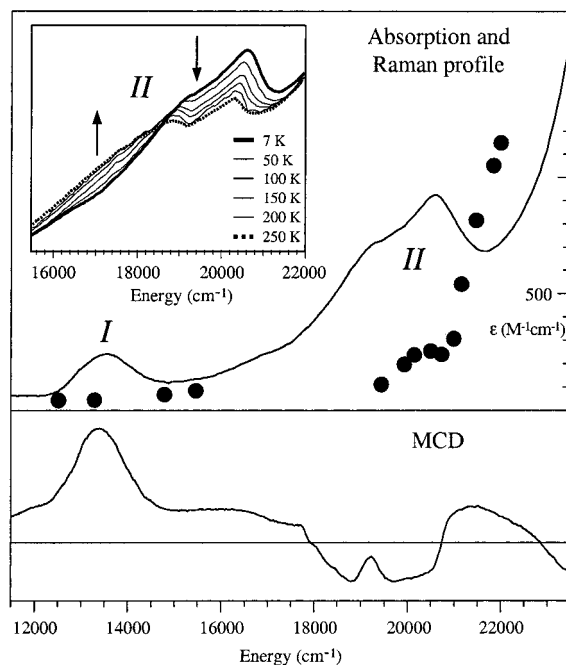 Absorption and
Raman profile
II
7 K
50 K
100 K
150 K
200 K
250 K
16000 18000 20000 22000
Energy (cm⁻¹)
I
II
500
ε (M⁻¹cm⁻¹)
MCD
12000 14000 16000 18000 20000 22000
Energy (cm⁻¹)